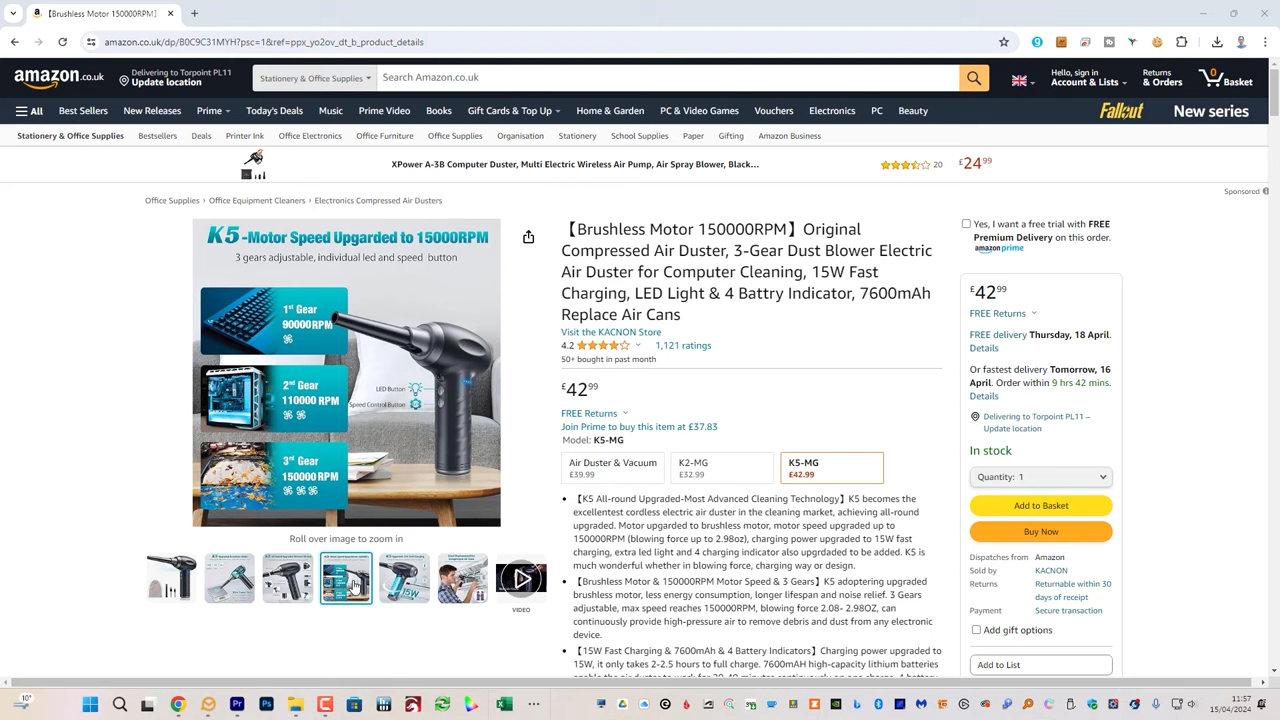 【Brushless Motor 150000RPM】
amazon.co.uk/dp/B0C9C31MYH?psc=1&ref=ppx_yo2ov_dt_b_product_details
amazon.co.uk
Delivering to Torpoint PL11
Update location
Stationery & Office Supplies
Search Amazon.co.uk
Hello, sign in
Account & Lists
Returns
& Orders
0
Basket
All
Best Sellers
New Releases
Prime
Today's Deals
Music
Prime Video
Books
Gift Cards & Top Up
Home & Garden
PC & Video Games
Vouchers
Electronics
PC
Beauty
Fallout
New series
Stationery & Office Supplies
Bestsellers
Deals
Printer Ink
Office Electronics
Office Furniture
Office Supplies
Organisation
Stationery
School Supplies
Paper
Gifting
Amazon Business
XPower A-3B Computer Duster, Multi Electric Wireless Air Pump, Air Spray Blower, Black…
20
£24 99
Sponsored
Office Supplies › Office Equipment Cleaners › Electronics Compressed Air Dusters
K5-Motor Speed Upgarded to 15000RPM
3 gears adjustable, individual led and speed button
1st Gear
90000RPM
2nd Gear
110000 RPM
3rd Gear
150000 RPM
LED Button
Speed Control Button
Roll over image to zoom in
15W
VIDEO
【Brushless Motor 150000RPM】Original
Compressed Air Duster, 3-Gear Dust Blower Electric
Air Duster for Computer Cleaning, 15W Fast
Charging, LED Light & 4 Battry Indicator, 7600mAh
Replace Air Cans
Visit the KACNON Store
4.2
1,121 ratings
50+ bought in past month
£42 99
FREE Returns
Join Prime to buy this item at £37.83
Model: K5-MG
Air Duster & Vacuum
£39.99
K2-MG
£32.99
K5-MG
£42.99
• 【K5 All-round Upgraded-Most Advanced Cleaning Technology】K5 becomes the
excellentest cordless electric air duster in the cleaning market, achieving all-round
upgraded. Motor upgarded to brushless motor, motor speed upgraded up to
150000RPM (blowing force up to 2.98oz), charging power upgraded to 15W fast
charging, extra led light and 4 charging indicator also upgrdaded to be added. K5 is
much wonderful whether in blowing force, charging way or design.
• 【Brushless Motor & 150000RPM Motor Speed & 3 Gears】K5 adoptering upgraded
brushless motor, less energy consumption, longer lifespan and noise relief. 3 Gears
adjustable, max speed reaches 150000RPM, blowing force 2.08- 2.98OZ, can
continuously provide high-pressure air to remove debris and dust from any electronic
device.
• 【15W Fast Charging & 7600mAh & 4 Battery Indicators】Charging power upgraded to
15W, it only takes 2-2.5 hours to full charge. 7600mAH high-capacity lithium batteries
Yes, I want a free trial with FREE
Premium Delivery on this order.
amazon prime
£42 99
FREE Returns
FREE delivery Thursday, 18 April.
Details
Or fastest delivery Tomorrow, 16
April. Order within 9 hrs 42 mins.
Details
Delivering to Torpoint PL11 –
Update location
In stock
Quantity: 1
Add to Basket
Buy Now
Dispatches from Amazon
Sold by KACNON
Returns Returnable within 30
days of receipt
Payment Secure transaction
Add gift options
Add to List
10°
11:57
15/04/2024